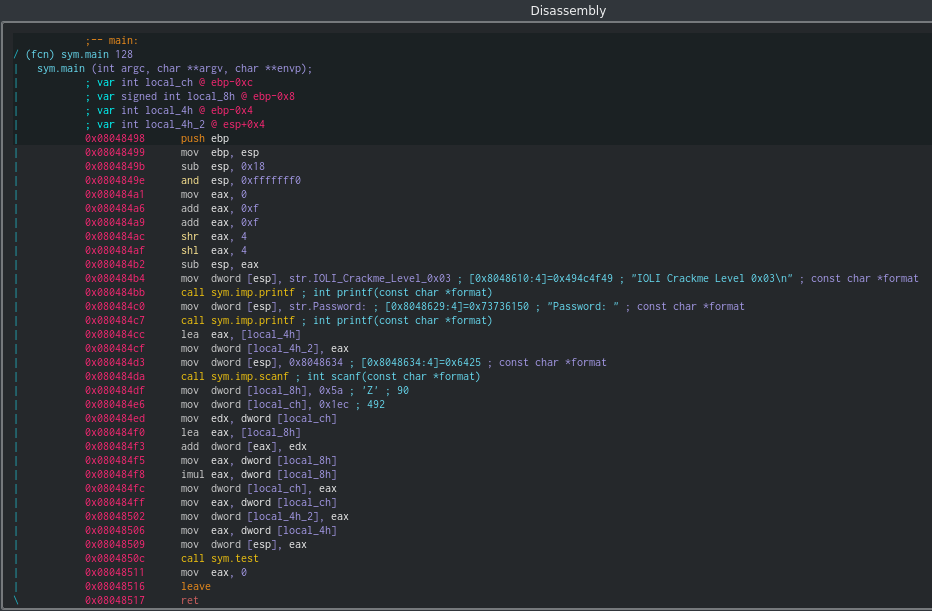 Disassembly
;-- main:
/ (fcn) sym.main 128
| sym.main (int argc, char **argv, char **envp);
| ; var int local_ch @ ebp-0xc
| ; var signed int local_8h @ ebp-0x8
| ; var int local_4h @ ebp-0x4
| ; var int local_4h_2 @ esp+0x4
| 0x08048498 push ebp
| 0x08048499 mov ebp, esp
| 0x0804849b sub esp, 0x18
| 0x0804849e and esp, 0xfffffff0
| 0x080484a1 mov eax, 0
| 0x080484a6 add eax, 0xf
| 0x080484a9 add eax, 0xf
| 0x080484ac shr eax, 4
| 0x080484af shl eax, 4
| 0x080484b2 sub esp, eax
| 0x080484b4 mov dword [esp], str.IOLI_Crackme_Level_0x03 ; [0x8048610:4]=0x494c4f49 ; "IOLI Crackme Level 0x03\n" ; const char *format
| 0x080484bb call sym.imp.printf ; int printf(const char *format)
| 0x080484c0 mov dword [esp], str.Password: ; [0x8048629:4]=0x73736150 ; "Password: " ; const char *format
| 0x080484c7 call sym.imp.printf ; int printf(const char *format)
| 0x080484cc lea eax, [local_4h]
| 0x080484cf mov dword [local_4h_2], eax
| 0x080484d3 mov dword [esp], 0x8048634 ; [0x8048634:4]=0x6425 ; const char *format
| 0x080484da call sym.imp.scanf ; int scanf(const char *format)
| 0x080484df mov dword [local_8h], 0x5a ; 'Z' ; 90
| 0x080484e6 mov dword [local_ch], 0x1ec ; 492
| 0x080484ed mov edx, dword [local_ch]
| 0x080484f0 lea eax, [local_8h]
| 0x080484f3 add dword [eax], edx
| 0x080484f5 mov eax, dword [local_8h]
| 0x080484f8 imul eax, dword [local_8h]
| 0x080484fc mov dword [local_ch], eax
| 0x080484ff mov eax, dword [local_ch]
| 0x08048502 mov dword [local_4h_2], eax
| 0x08048506 mov eax, dword [local_4h]
| 0x08048509 mov dword [esp], eax
| 0x0804850c call sym.test
| 0x08048511 mov eax, 0
| 0x08048516 leave
\ 0x08048517 ret